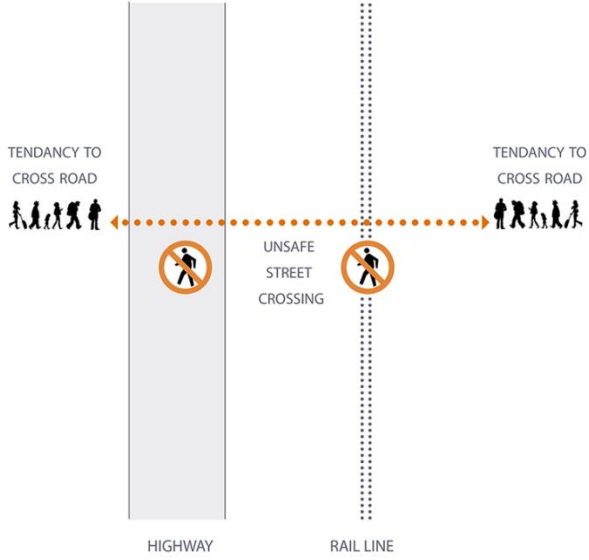 TENDANCY TO
CROSS ROAD
TENDANCY TO
CROSS ROAD
UNSAFE
STREET
CROSSING
HIGHWAY
RAIL LINE